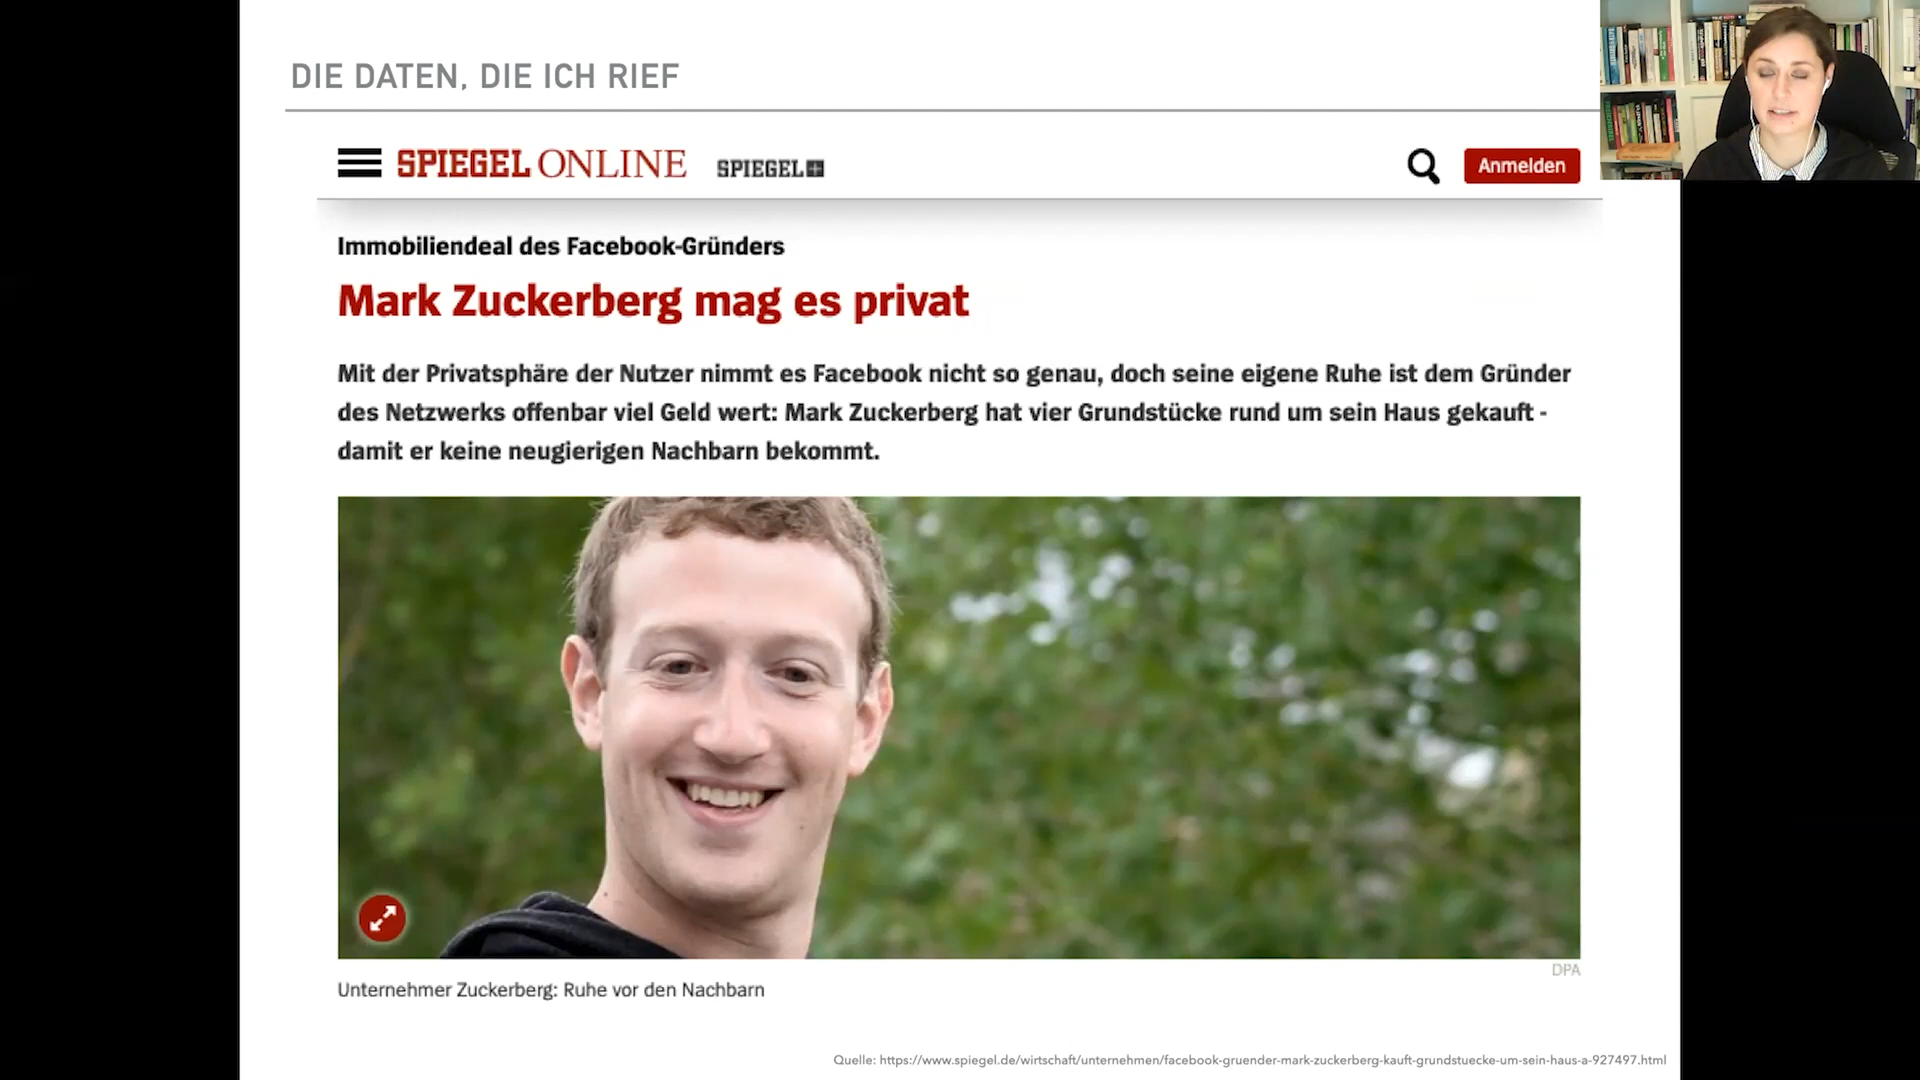 DIE DATEN, DIE ICH RIEF
SPIEGEL ONLINE SPIEGEL+ Anmelden
Immobiliendeal des Facebook-Gründers
Mark Zuckerberg mag es privat
Mit der Privatsphäre der Nutzer nimmt es Facebook nicht so genau, doch seine eigene Ruhe ist dem Gründer
des Netzwerks offenbar viel Geld wert: Mark Zuckerberg hat vier Grundstücke rund um sein Haus gekauft -
damit er keine neugierigen Nachbarn bekommt.
DPA
Unternehmer Zuckerberg: Ruhe vor den Nachbarn
Quelle: https://www.spiegel.de/wirtschaft/unternehmen/facebook-gruender-mark-zuckerberg-kauft-grundstuecke-um-sein-haus-a-927497.html